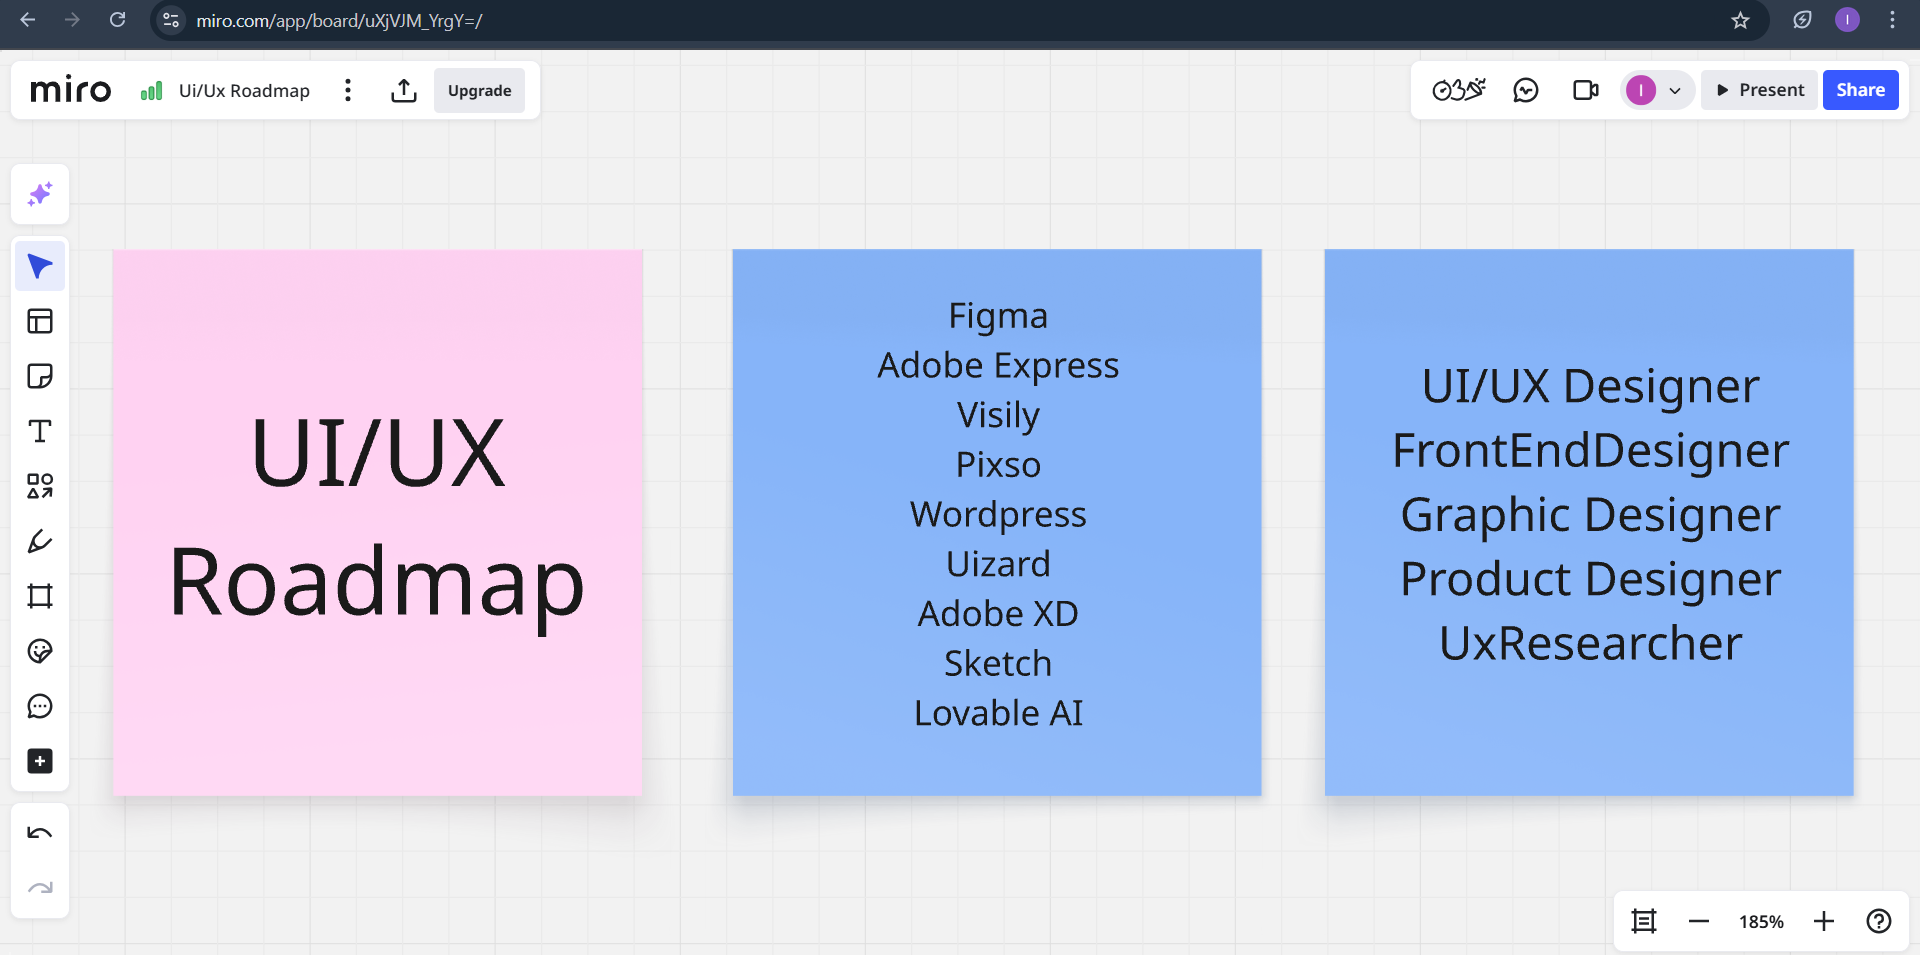 miro.com/app/board/uXjVJM_YrgY=/
I
miro
Ui/Ux Roadmap
Upgrade
I
Present
Share
UI/UX
Roadmap
Figma
Adobe Express
Visily
Pixso
Wordpress
Uizard
Adobe XD
Sketch
Lovable AI
UI/UX Designer
FrontEndDesigner
Graphic Designer
Product Designer
UxResearcher
185%